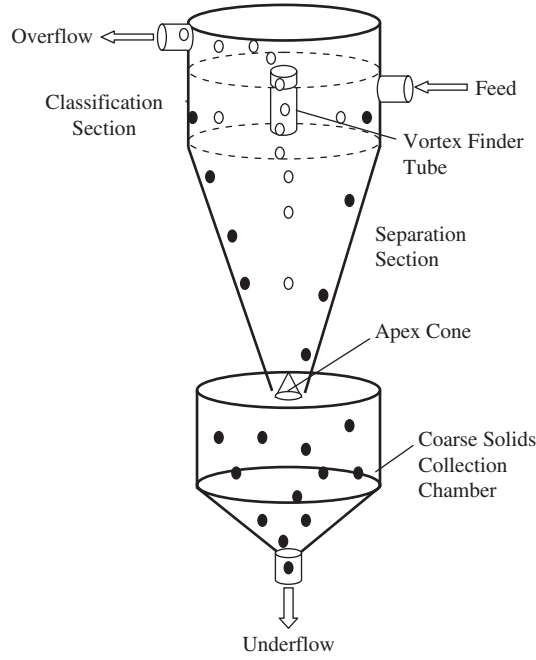 Overflow
Feed
Classification
Section
Vortex Finder
Tube
Separation
Section
Apex Cone
Coarse Solids
Collection
Chamber
Underflow